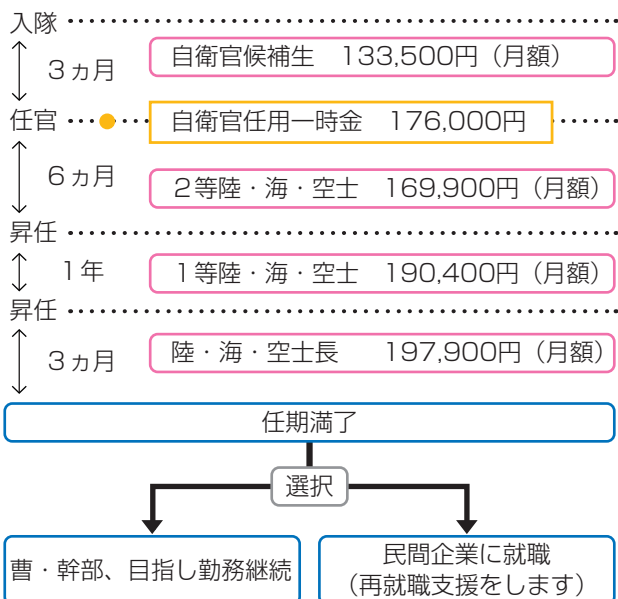 入隊
3ヵ月
自衛官候補生 133,500円（月額）
任官
自衛官任用一時金 176,000円
6ヵ月
2等陸・海・空士 169,900円（月額）
昇任
1年
1等陸・海・空士 190,400円（月額）
昇任
3ヵ月
陸・海・空士長 197,900円（月額）
任期満了
選択
曹・幹部、目指し勤務継続
民間企業に就職
（再就職支援をします）